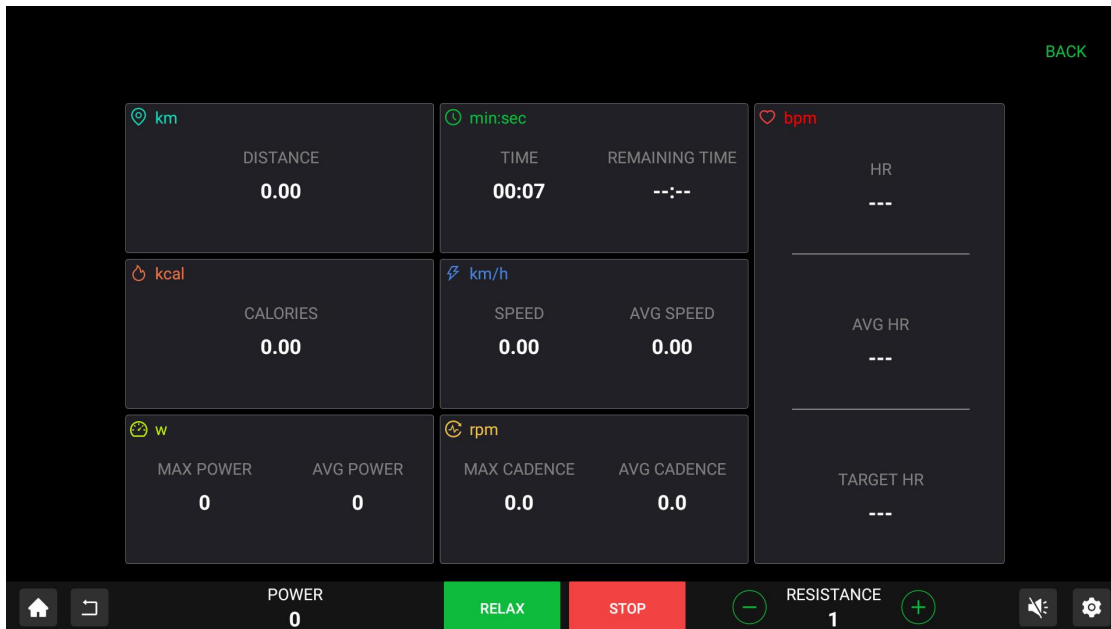 BACK
km
DISTANCE
0.00
min:sec
TIME REMAINING TIME
00:07 --:--
bpm
HR
---
AVG HR
---
TARGET HR
---
kcal
CALORIES
0.00
km/h
SPEED AVG SPEED
0.00 0.00
w
MAX POWER AVG POWER
0 0
rpm
MAX CADENCE AVG CADENCE
0.0 0.0
POWER
0
RELAX
STOP
RESISTANCE
1